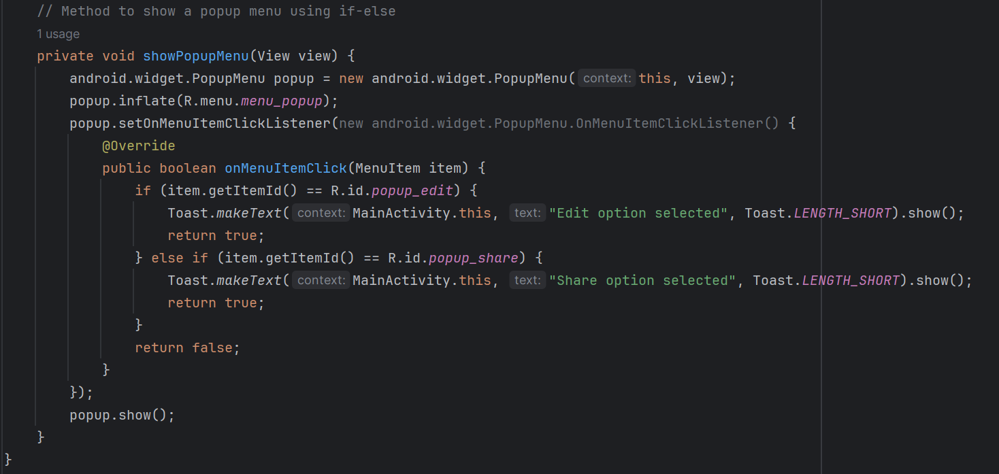 // Method to show a popup menu using if-else
1 usage
private void showPopupMenu(View view) {
android.widget.PopupMenu popup = new android.widget.PopupMenu( context: this, view);
popup.inflate(R.menu.menu_popup);
popup.setOnMenuItemClickListener(new android.widget.PopupMenu.OnMenuItemClickListener() {
@Override
public boolean onMenuItemClick(MenuItem item) {
if (item.getItemId() == R.id.popup_edit) {
Toast.makeText( context: MainActivity.this, text: "Edit option selected", Toast.LENGTH_SHORT).show();
return true;
} else if (item.getItemId() == R.id.popup_share) {
Toast.makeText( context: MainActivity.this, text: "Share option selected", Toast.LENGTH_SHORT).show();
return true;
}
return false;
}
});
popup.show();
}
}